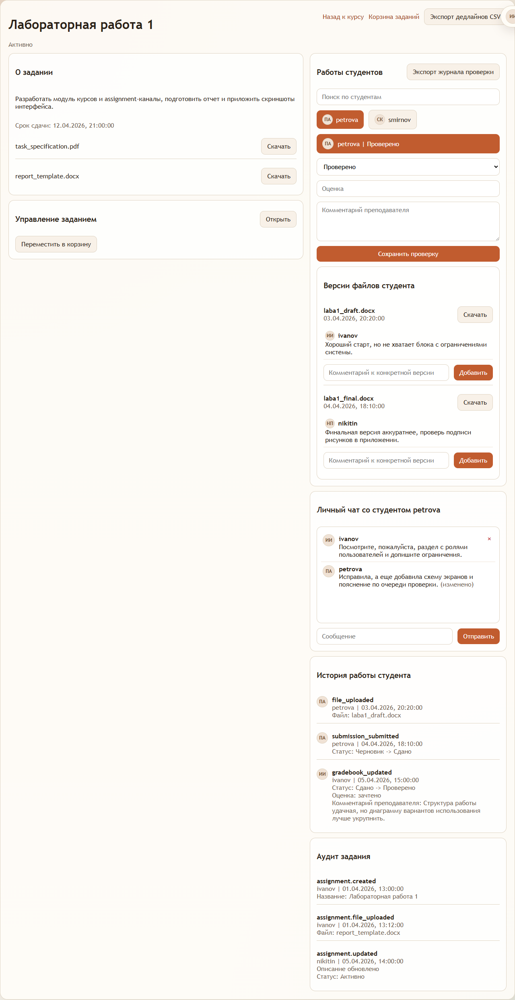 Лабораторная работа 1
Назад к курсу
Корзина заданий
Экспорт дедлайнов CSV
Активно
О задании
Разработать модуль курсов и assignment-каналы, подготовить отчет и приложить скриншоты
интерфейса.
Срок сдачи: 12.04.2026, 21:00:00
task_specification.pdf
Скачать
report_template.docx
Скачать
Управление заданием
Открыть
Переместить в корзину
Работы студентов
Экспорт журнала проверки
Поиск по студентам
ПА petrova
СК smirnov
ПА petrova | Проверено
Проверено
Оценка
Комментарий преподавателя
Сохранить проверку
Версии файлов студента
laba1_draft.docx
03.04.2026, 20:20:00
Скачать
ИИ ivanov
Хороший старт, но не хватает блока с ограничениями
системы.
Комментарий к конкретной версии
Добавить
laba1_final.docx
04.04.2026, 18:10:00
Скачать
НП nikitin
Финальная версия аккуратнее, проверь подписи
рисунков в приложении.
Комментарий к конкретной версии
Добавить
Личный чат со студентом petrova
ИИ ivanov ×
Посмотрите, пожалуйста, раздел с ролями
пользователей и допишите ограничения.
ПА petrova
Исправила, а еще добавила схему экранов и
пояснение по очереди проверки. (изменено)
Сообщение
Отправить
История работы студента
ПА file_uploaded
petrova | 03.04.2026, 20:20:00
Файл: laba1_draft.docx
ПА submission_submitted
petrova | 04.04.2026, 18:10:00
Статус: Черновик -> Сдано
ИИ gradebook_updated
ivanov | 05.04.2026, 15:00:00
Статус: Сдано -> Проверено
Оценка: зачтено
Комментарий преподавателя: Структура работы
удачная, но диаграмму вариантов использования
лучше укрупнить.
Аудит задания
assignment.created
ivanov | 01.04.2026, 13:00:00
Название: Лабораторная работа 1
assignment.file_uploaded
ivanov | 01.04.2026, 13:12:00
Файл: report_template.docx
assignment.updated
nikitin | 05.04.2026, 14:00:00
Описание обновлено
Статус: Активно